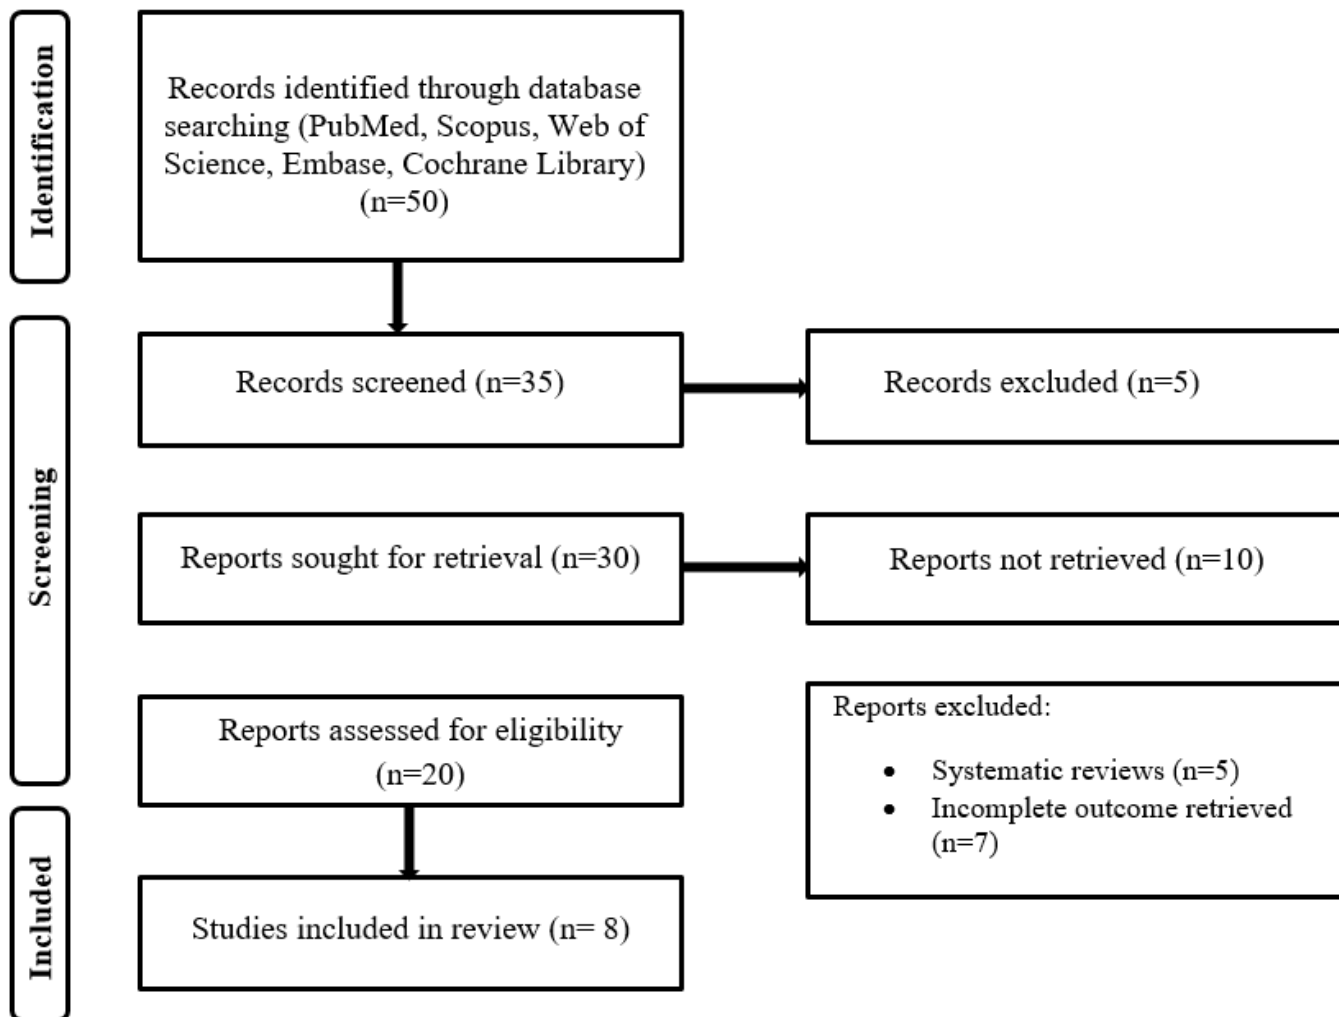 Identification
Records identified through database
searching (PubMed, Scopus, Web of
Science, Embase, Cochrane Library)
(n=50)
Screening
Records screened (n=35)
Records excluded (n=5)
Reports sought for retrieval (n=30)
Reports not retrieved (n=10)
Reports assessed for eligibility
(n=20)
Reports excluded:
• Systematic reviews (n=5)
• Incomplete outcome retrieved
(n=7)
Included
Studies included in review (n= 8)